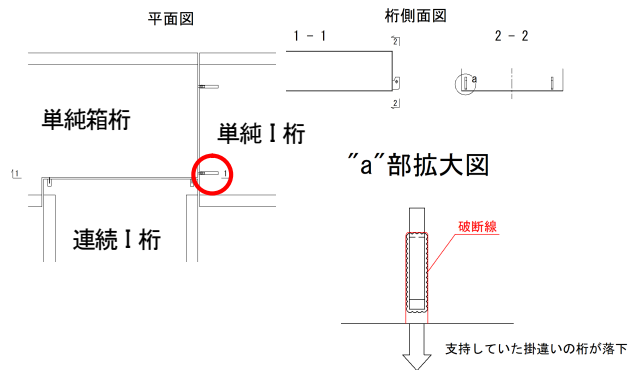 平面図
桁側面図
1 - 1
2 - 2
2
2
a
単純箱桁
単純Ⅰ桁
1
1
連続Ⅰ桁
"a"部拡大図
破断線
支持していた掛違いの桁が落下